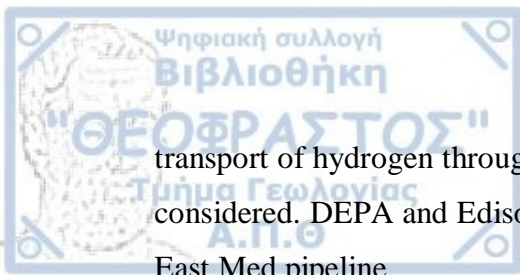 Ψηφιακή συλλογή
Βιβλιοθήκη
"ΘΕΟΦΡΑΣΤΟΣ"
transport of hydrogen throug
Τμήμα Γεωλογίας
considered. DEPA and Ediso
Α.Π.Θ
East Med pipeline